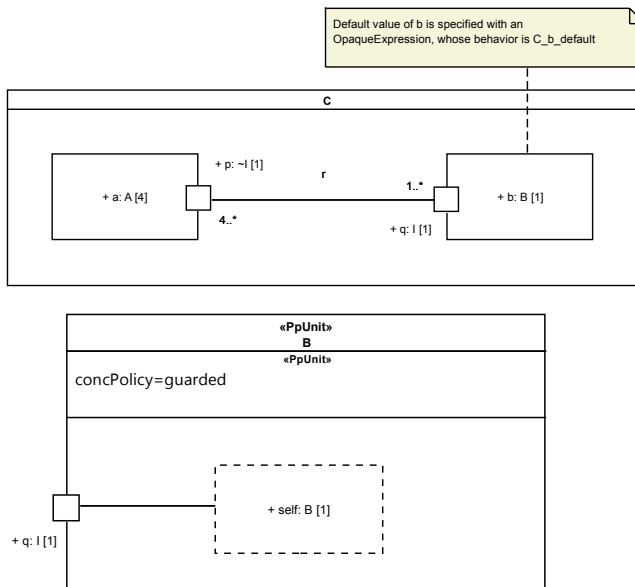 Default value of b is specified with an
OpaqueExpression, whose behavior is C_b_default
C
+ p: ~I [1]
r
+ a: A [4]
1..*
+ b: B [1]
4..*
+ q: I [1]
«PpUnit»
B
«PpUnit»
concPolicy=guarded
+ self: B [1]
+ q: I [1]